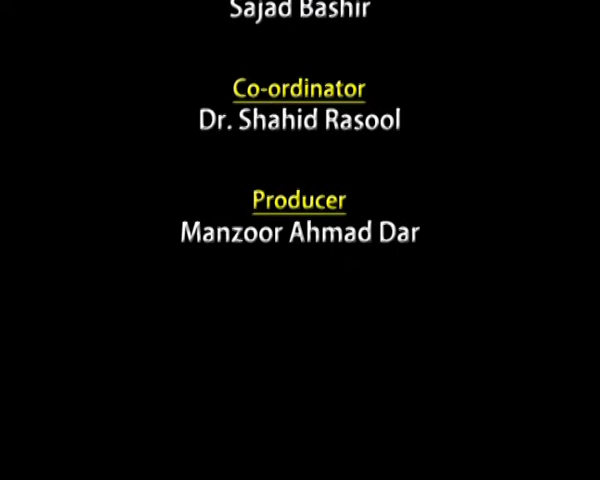 Sajad Bashir
Co-ordinator
Dr. Shahid Rasool
Producer
Manzoor Ahmad Dar